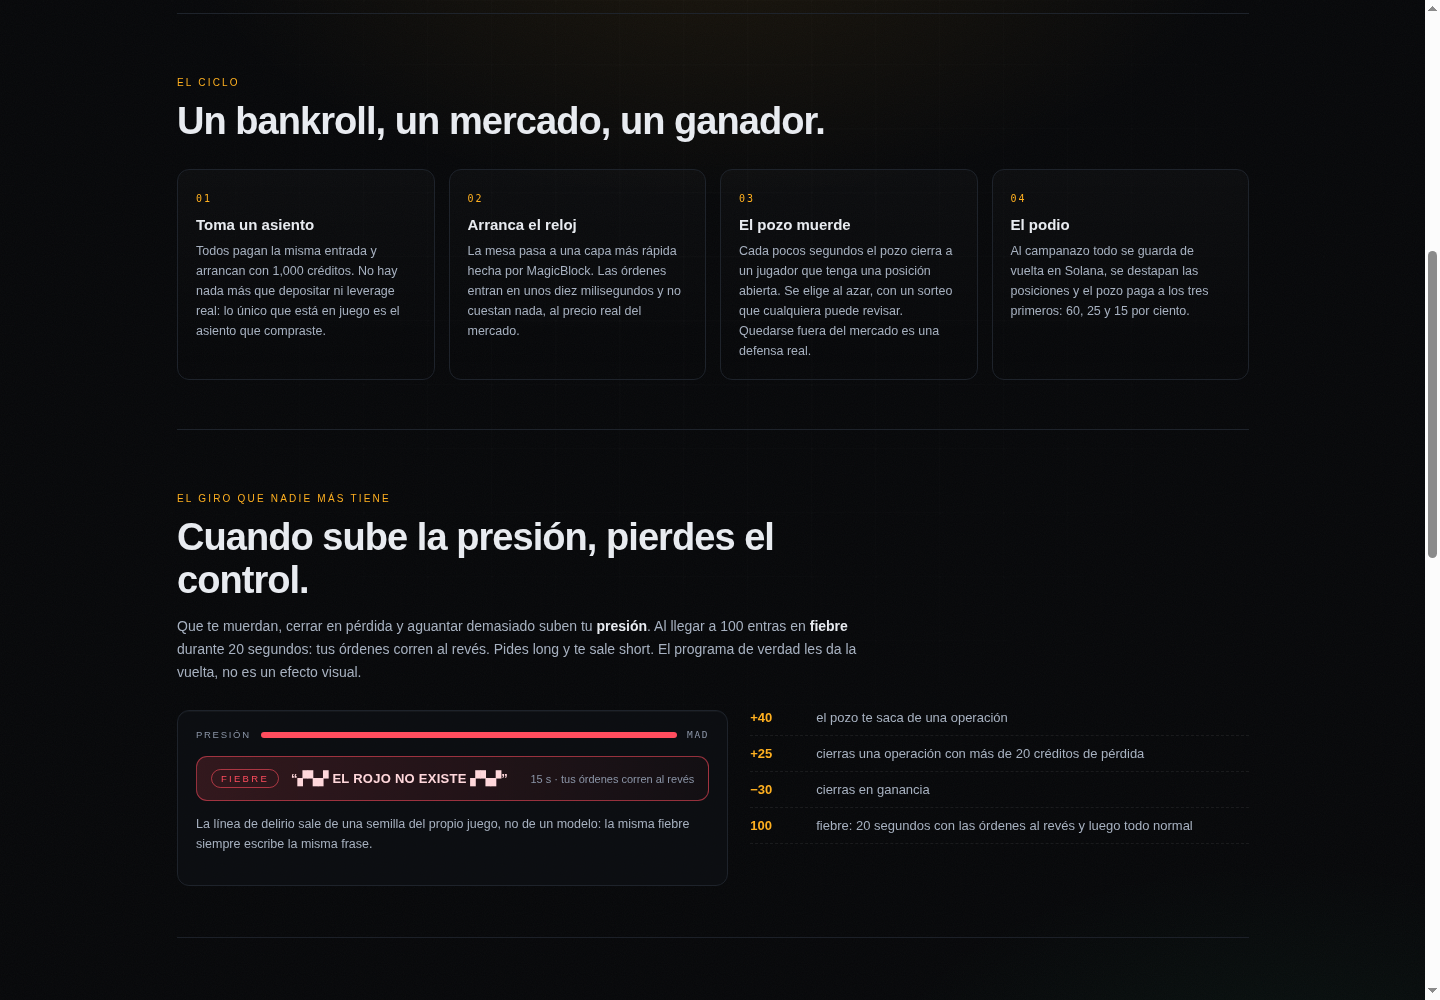 EL CICLO
Un bankroll, un mercado, un ganador.
01
Toma un asiento
Todos pagan la misma entrada y
arrancan con 1,000 créditos. No hay
nada más que depositar ni leverage
real: lo único que está en juego es el
asiento que compraste.
02
Arranca el reloj
La mesa pasa a una capa más rápida
hecha por MagicBlock. Las órdenes
entran en unos diez milisegundos y no
cuestan nada, al precio real del
mercado.
03
El pozo muerde
Cada pocos segundos el pozo cierra a
un jugador que tenga una posición
abierta. Se elige al azar, con un sorteo
que cualquiera puede revisar.
Quedarse fuera del mercado es una
defensa real.
04
El podio
Al campanazo todo se guarda de
vuelta en Solana, se destapan las
posiciones y el pozo paga a los tres
primeros: 60, 25 y 15 por ciento.
EL GIRO QUE NADIE MÁS TIENE
Cuando sube la presión, pierdes el
control.
Que te muerdan, cerrar en pérdida y aguantar demasiado suben tu presión. Al llegar a 100 entras en fiebre
durante 20 segundos: tus órdenes corren al revés. Pides long y te sale short. El programa de verdad les da la
vuelta, no es un efecto visual.
PRESIÓN MAD
FIEBRE “▞▚▞ EL ROJO NO EXISTE ▞▚▞” 15 s · tus órdenes corren al revés
La línea de delirio sale de una semilla del propio juego, no de un modelo: la misma fiebre
siempre escribe la misma frase.
+40 el pozo te saca de una operación
+25 cierras una operación con más de 20 créditos de pérdida
−30 cierras en ganancia
100 fiebre: 20 segundos con las órdenes al revés y luego todo normal